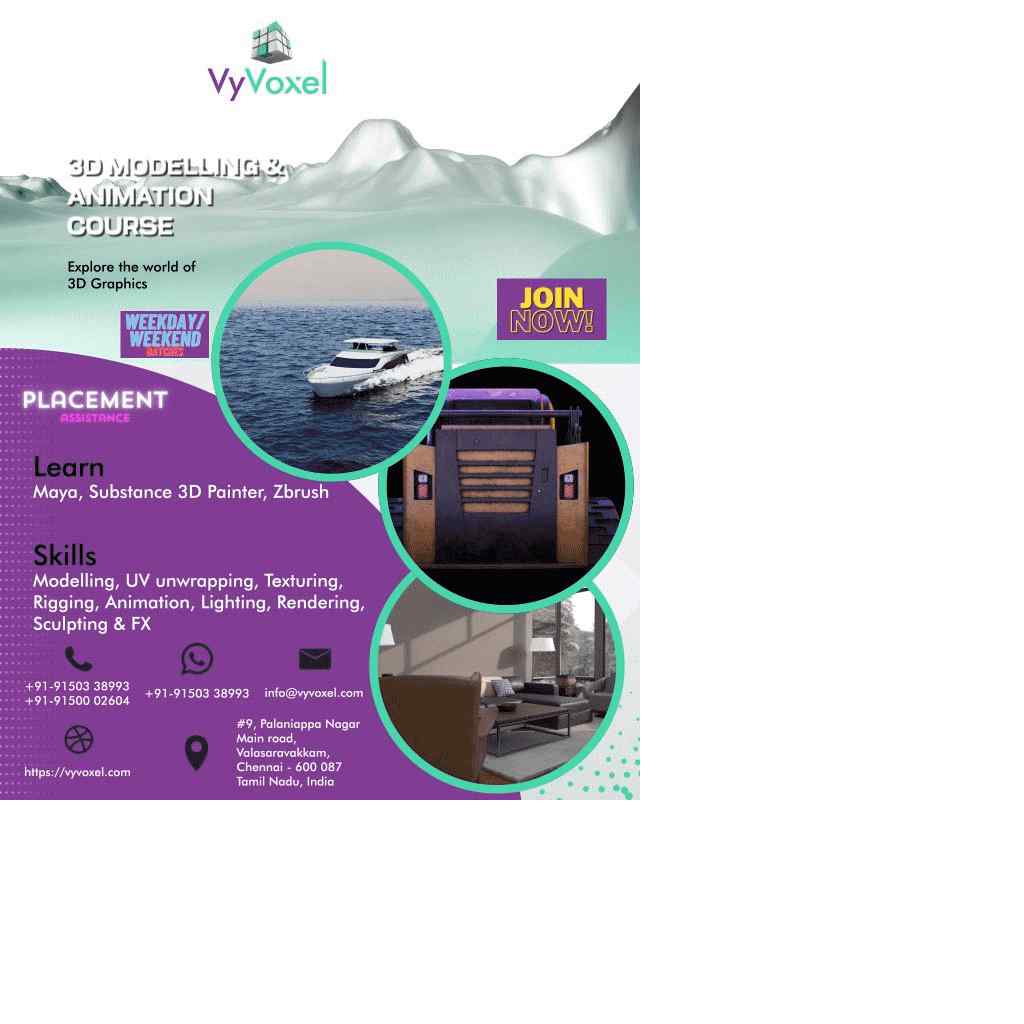 VyVoxel
3D MODELLING &
ANIMATION
COURSE
Explore the world of
3D Graphics
WEEKDAY/
WEEKEND
BATCHES
JOIN
NOW!
PLACEMENT
ASSISTANCE
Learn
Maya, Substance 3D Painter, Zbrush
Skills
Modelling, UV unwrapping, Texturing,
Rigging, Animation, Lighting, Rendering,
Sculpting & FX
+91-91503 38993
+91-91500 02604
+91-91503 38993
info@vyvoxel.com
https://vyvoxel.com
#9, Palaniappa Nagar
Main road,
Valasaravakkam,
Chennai - 600 087
Tamil Nadu, India